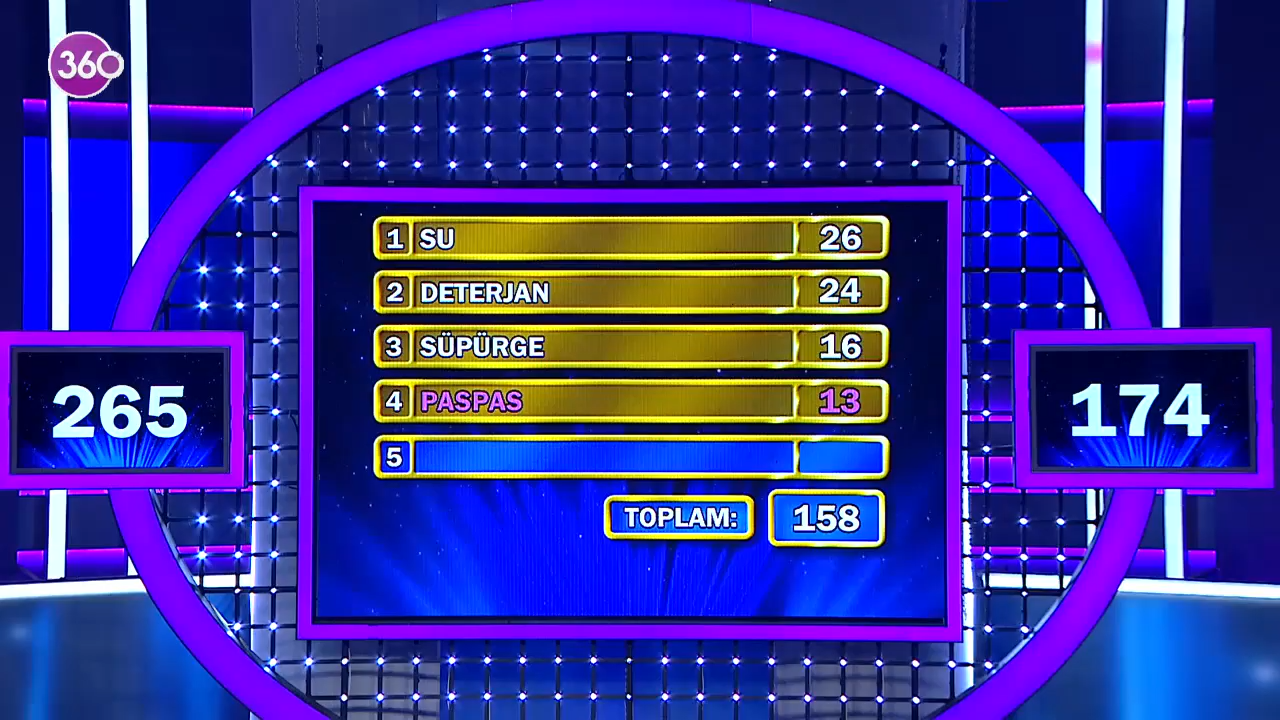 360
1 SU 26
2 DETERJAN 24
3 SÜPÜRGE 16
4 PASPAS 13
5
TOPLAM: 158
265
174